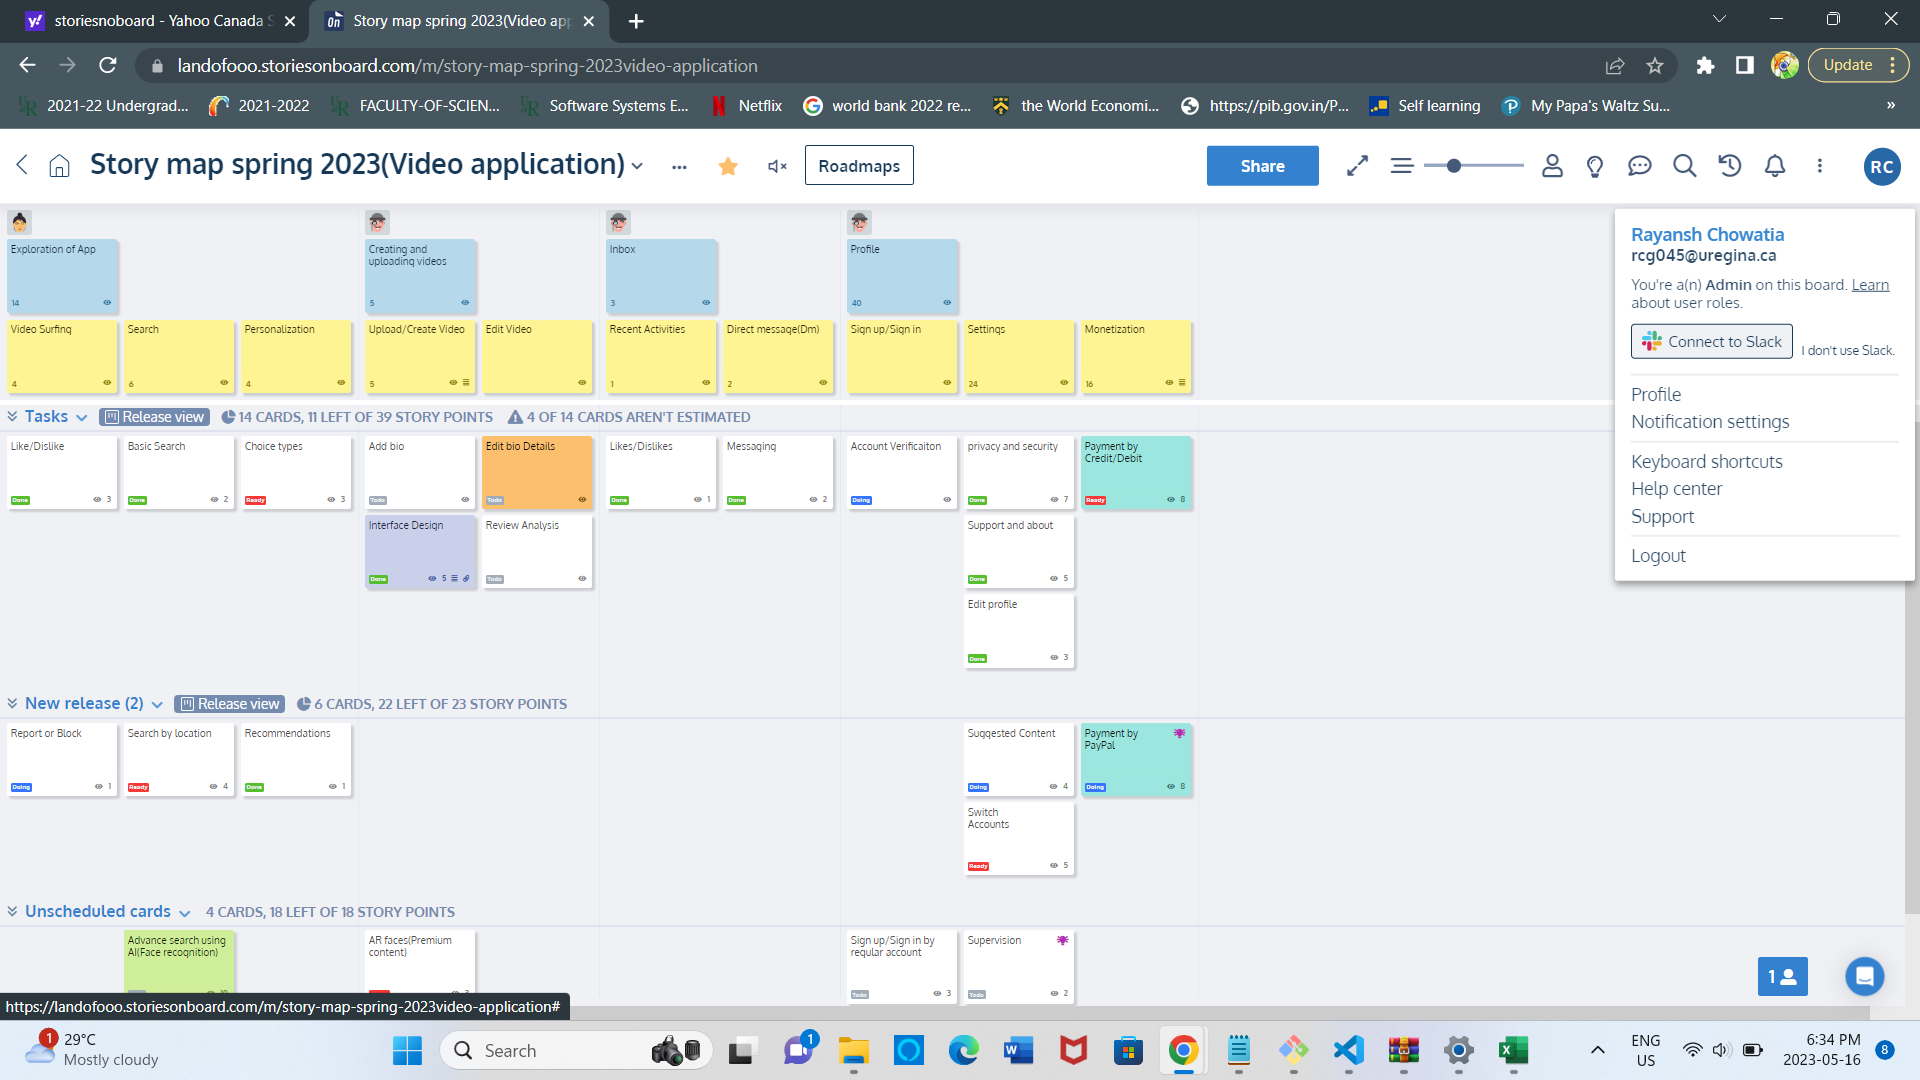 storiesnoboard - Yahoo Canada S
Story map spring 2023(Video app
landofooo.storiesonboard.com/m/story-map-spring-2023video-application
Update
2021-22 Undergrad...
2021-2022
FACULTY-OF-SCIEN...
Software Systems E...
Netflix
world bank 2022 re...
the World Economi...
https://pib.gov.in/P...
Self learning
My Papa's Waltz Su...
»
Story map spring 2023(Video application)
Roadmaps
Share
RC
Rayansh Chowatia
rcg045@uregina.ca
You're a(n) Admin on this board. Learn
about user roles.
Connect to Slack
I don't use Slack.
Profile
Notification settings
Keyboard shortcuts
Help center
Support
Logout
Exploration of App
14
Creating and
uploading videos
5
Inbox
3
Profile
40
Video Surfing
4
Search
6
Personalization
4
Upload/Create Video
5
Edit Video
Recent Activities
1
Direct message(Dm)
2
Sign up/Sign in
Settings
24
Monetization
16
Tasks
Release view
14 CARDS, 11 LEFT OF 39 STORY POINTS
4 OF 14 CARDS AREN'T ESTIMATED
Like/Dislike
Done 3
Basic Search
Done 2
Choice types
Ready 3
Add bio
Todo
Edit bio Details
Todo
Likes/Dislikes
Done 1
Messaging
Done 2
Account Verificaiton
Doing
privacy and security
Done 7
Payment by
Credit/Debit
Ready 8
Interface Design
Done 5
Review Analysis
Todo
Support and about
Done 5
Edit profile
Done 3
New release (2)
Release view
6 CARDS, 22 LEFT OF 23 STORY POINTS
Report or Block
Doing 1
Search by location
Ready 4
Recommendations
Done 1
Suggested Content
Doing 4
Payment by
PayPal
Doing 8
Switch
Accounts
Ready 5
Unscheduled cards
4 CARDS, 18 LEFT OF 18 STORY POINTS
Advance search using
AI(Face recognition)
AR faces(Premium
content)
Sign up/Sign in by
regular account
Todo 3
Supervision
Todo 2
1
https://landofooo.storiesonboard.com/m/story-map-spring-2023video-application#
1
29°C
Mostly cloudy
Search
1
ENG
US
6:34 PM
2023-05-16
8